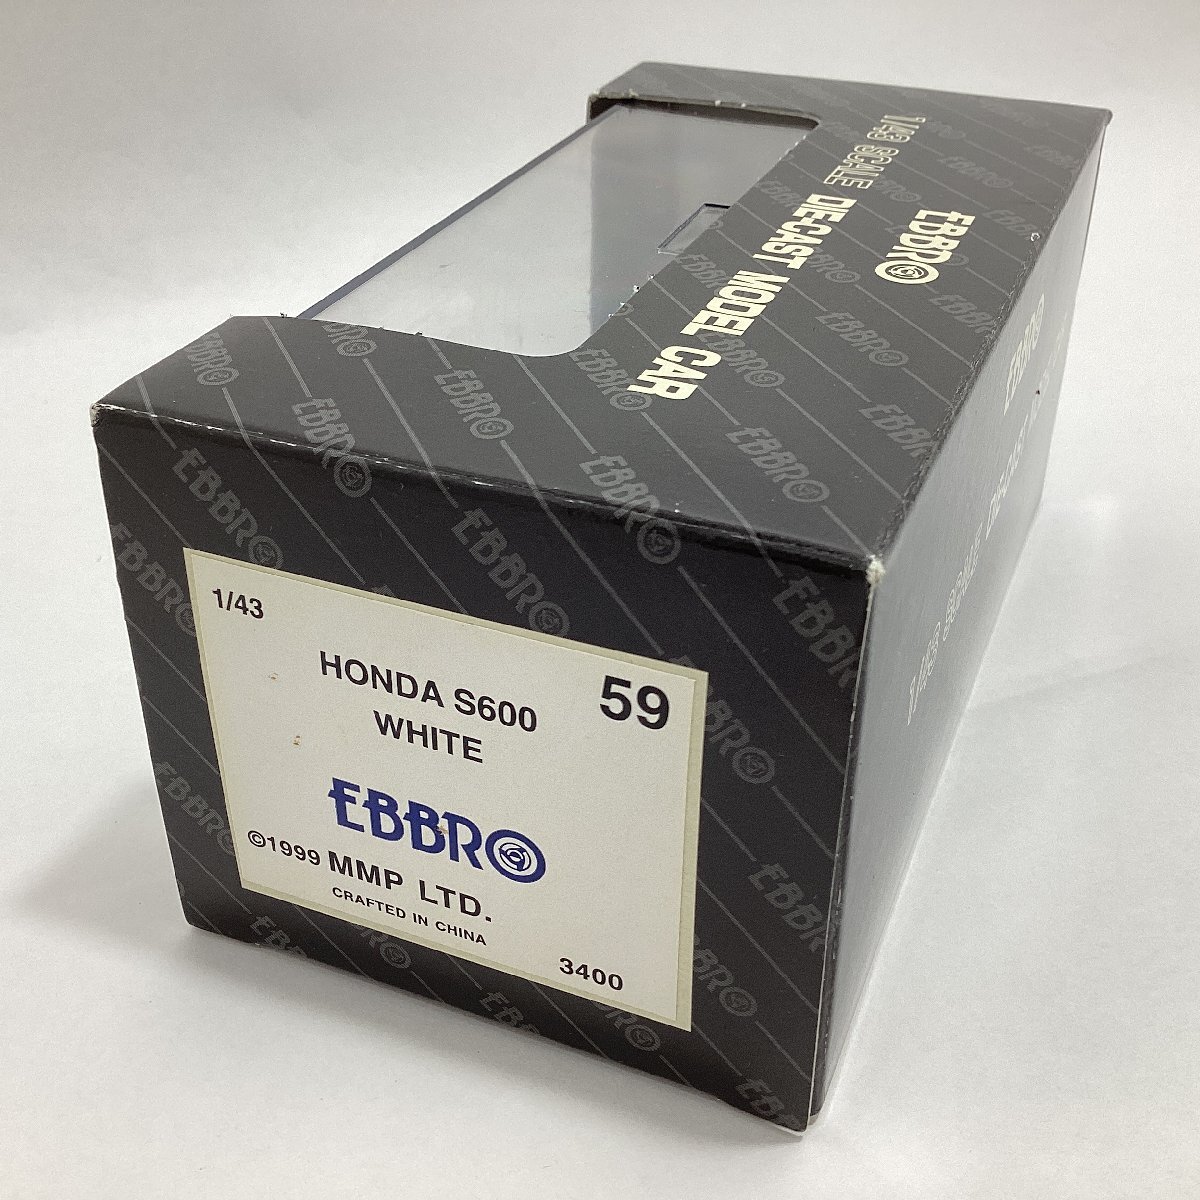 1/43 SCALE DIE-CAST MODEL CAR
EBBRO
EBBRO
1/43
HONDA S600
59
WHITE
EBBRO
©1999 MMP LTD.
CRAFTED IN CHINA
3400